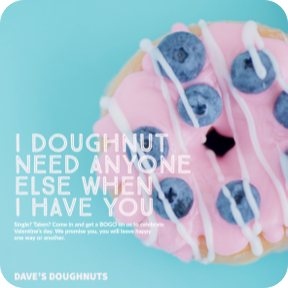 I DOUGHNUT
NEED ANYONE
ELSE WHEN
I HAVE YOU
Single? Taken? Come in and get a BOGO on us to celebrate
Valentine's day. We promise you, you will leave happy
one way or another.
DAVE'S DOUGHNUTS